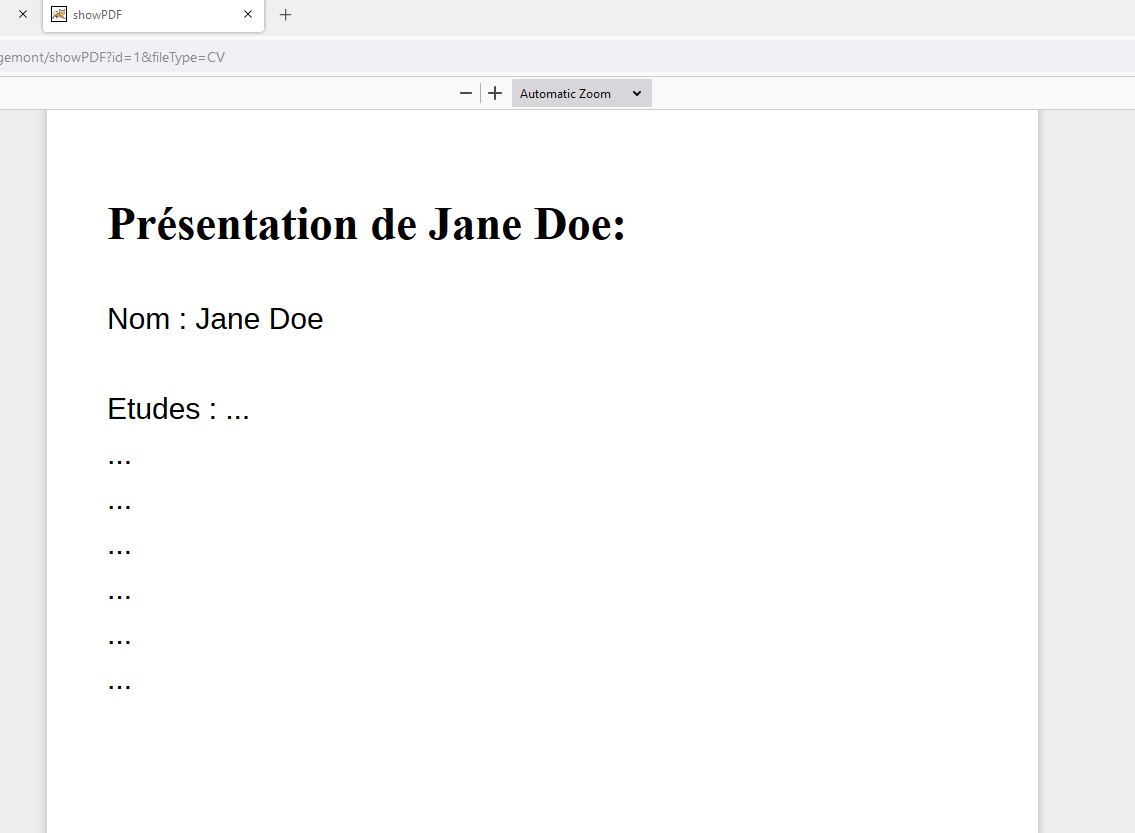 showPDF
gemont/showPDF?id=1&fileType=CV
Automatic Zoom
Présentation de Jane Doe:
Nom : Jane Doe
Etudes : ...
...
...
...
...
...
...